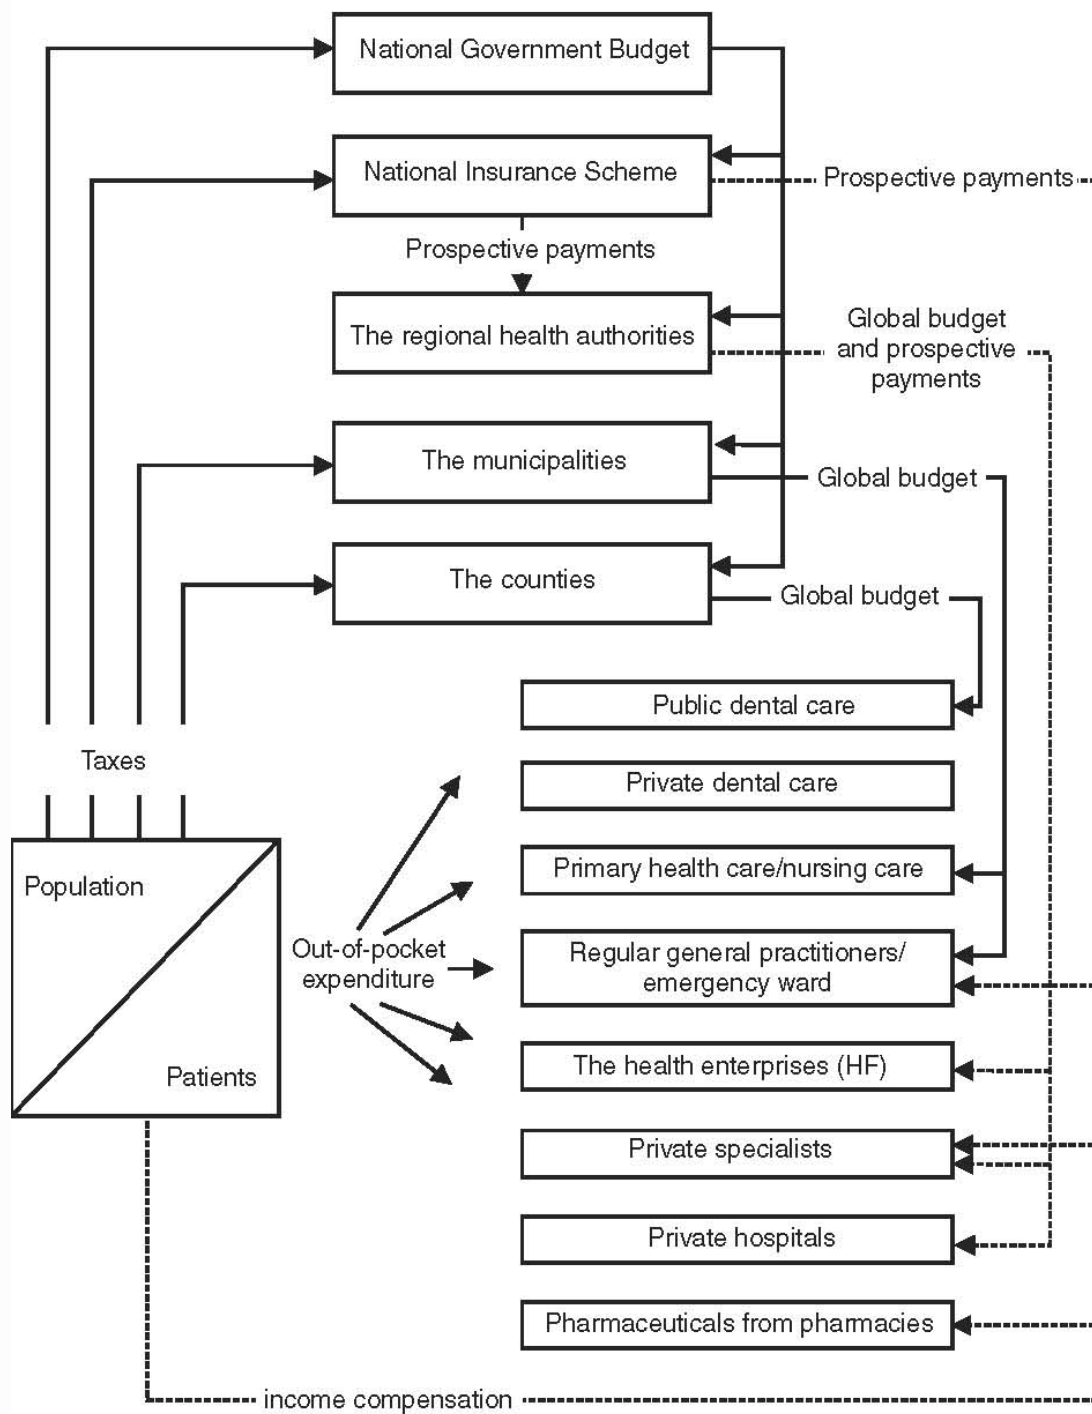 National Government Budget
National Insurance Scheme
Prospective payments
Prospective payments
The regional health authorities
Global budget
and prospective
payments
The municipalities
Global budget
The counties
Global budget
Public dental care
Taxes
Private dental care
Population
Primary health care/nursing care
Out-of-pocket
expenditure
Regular general practitioners/
emergency ward
The health enterprises (HF)
Patients
Private specialists
Private hospitals
Pharmaceuticals from pharmacies
income compensation